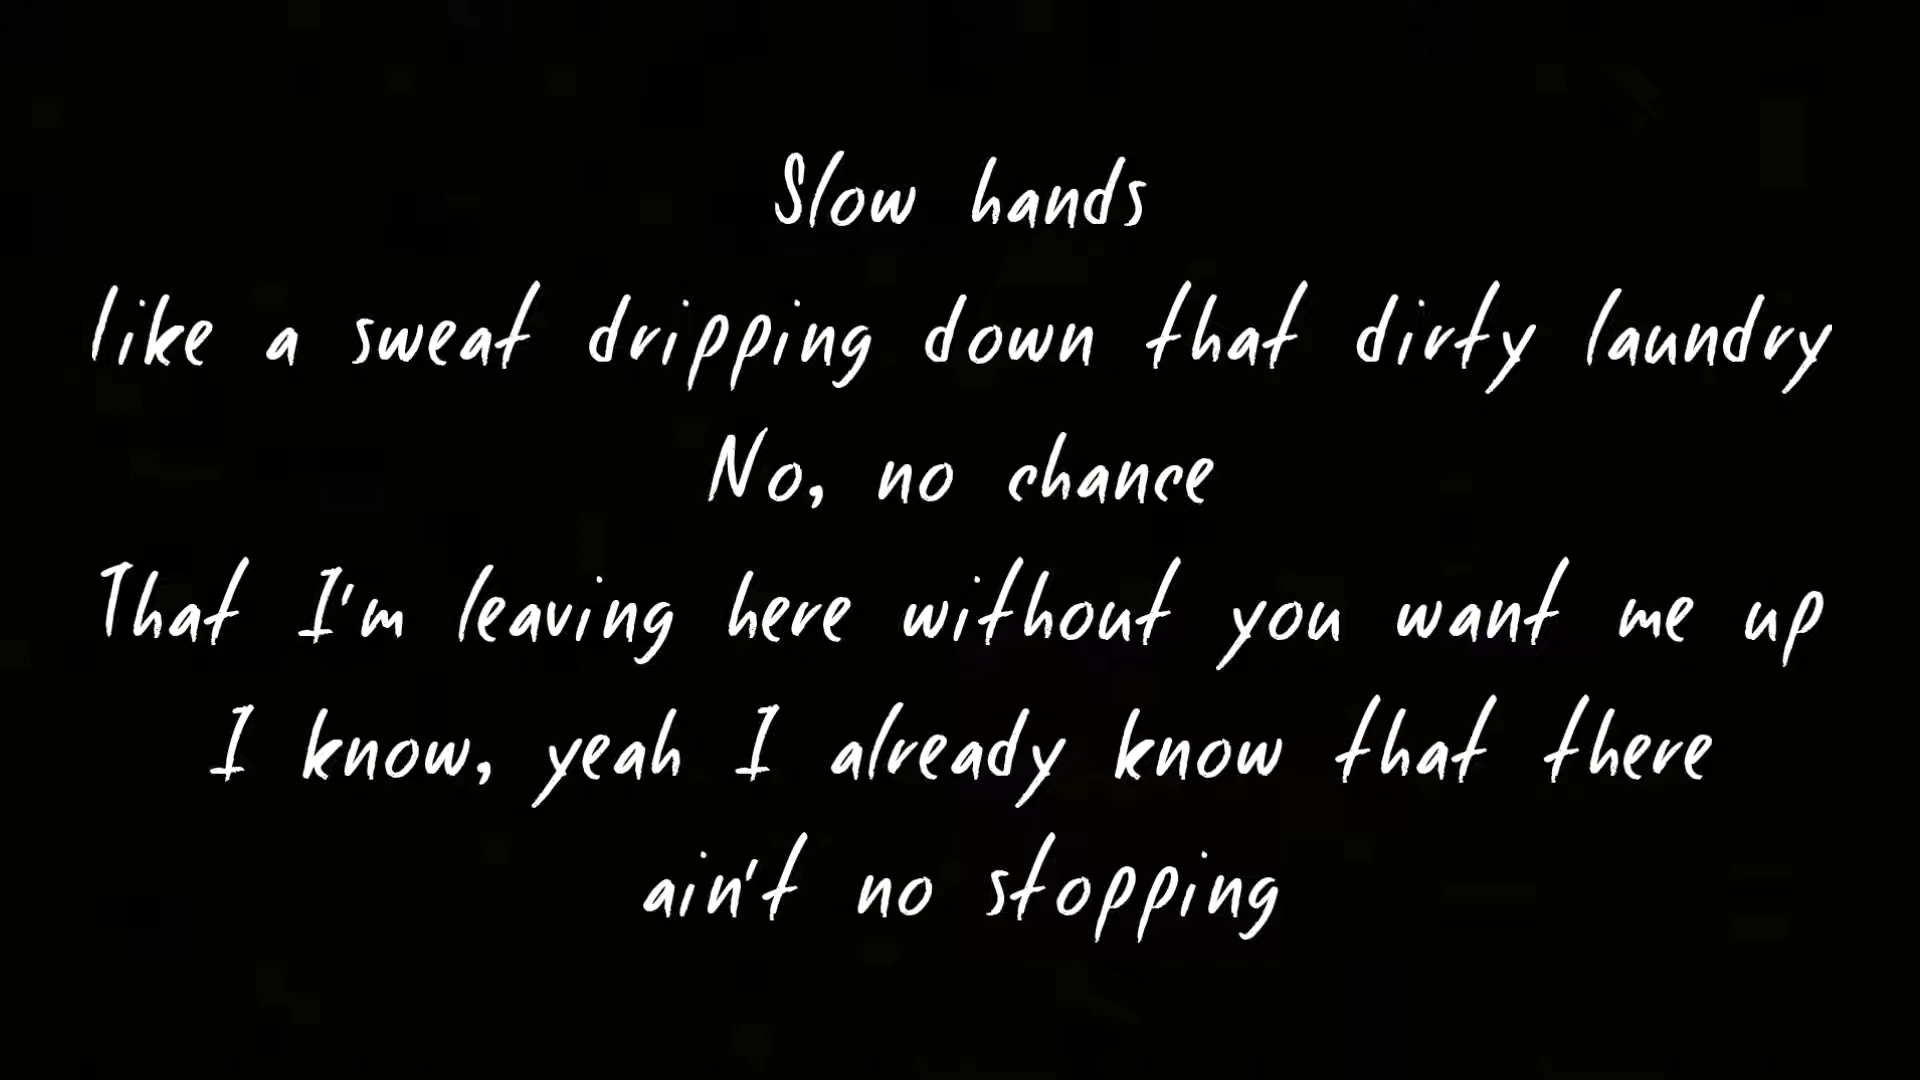 Slow hands
like a sweat dripping down that dirty laundry
No, no chance
That I'm leaving here without you want me up
I know, yeah I already know that there
ain't no stopping